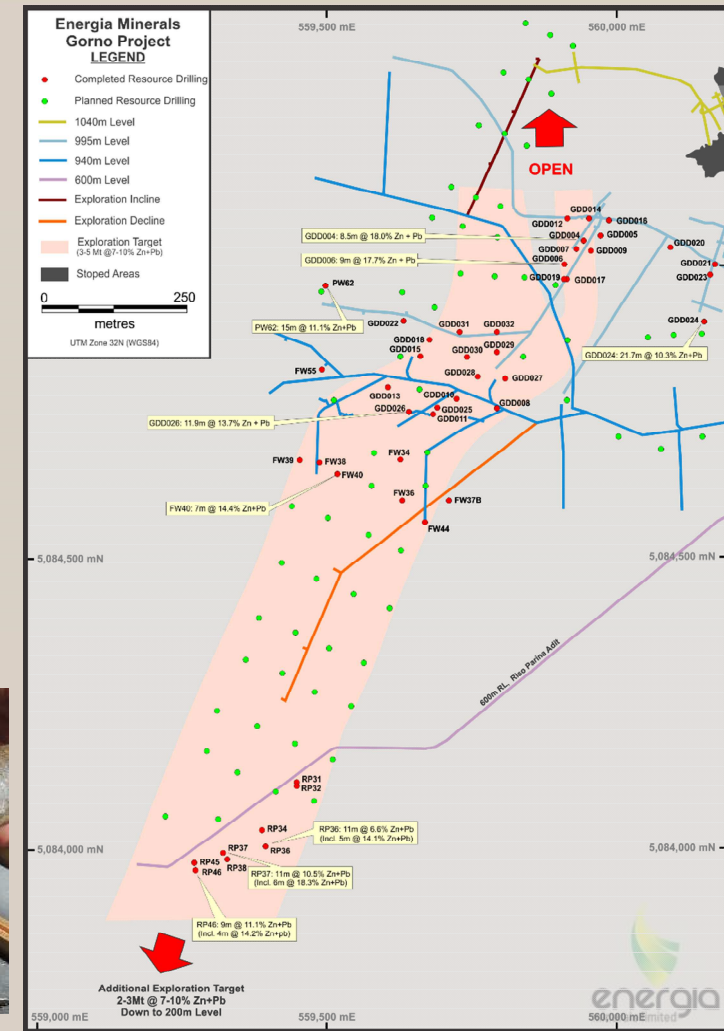 Energia Minerals
Gorno Project
LEGEND
Completed Resource Drilling
Planned Resource Drilling
1040m Level
995m Level
940m Level
600m Level
Exploration Incline
Exploration Decline
Exploration Target
(3-5 Mt @7-10% Zn+Pb)
Stoped Areas
0 250
metres
UTM Zone 32N (WGS84)
559,500 mE
560,000 mE
OPEN
GDD014
GDD012
GDD016
GDD004: 8.5m @ 18.0% Zn + Pb
GDD004
GDD005
GDD007
GDD009
GDD020
GDD006: 9m @ 17.7% Zn + Pb
GDD006
GDD021
GDD019
GDD017
GDD023
PW62
PW62: 15m @ 11.1% Zn+Pb
GDD022
GDD024
GDD031
GDD032
GDD018
GDD015
GDD029
GDD030
GDD024: 21.7m @ 10.3% Zn+Pb
FW55
GDD028
GDD027
GDD013
GDD010
GDD026
GDD025
GDD008
GDD011
GDD026: 11.9m @ 13.7% Zn + Pb
FW39
FW38
FW34
FW40
FW40: 7m @ 14.4% Zn+Pb
FW36
FW37B
FW44
5,084,500 mN
5,084,500
600m RL, Riso Parina Adit
RP31
RP32
RP34
RP36: 11m @ 6.6% Zn+Pb
(Incl. 5m @ 14.1% Zn+Pb)
RP36
5,084,000 mN
5,084,000
RP37
RP45
RP38
RP46
RP37: 11m @ 10.5% Zn+Pb
(Incl. 6m @ 18.3% Zn+Pb)
RP46: 9m @ 11.1% Zn+Pb
(Incl. 4m @ 14.2% Zn+pb)
Additional Exploration Target
2-3Mt @ 7-10% Zn+Pb
Down to 200m Level
energia
limited
559,000 mE
559,500 mE
560,000 mE